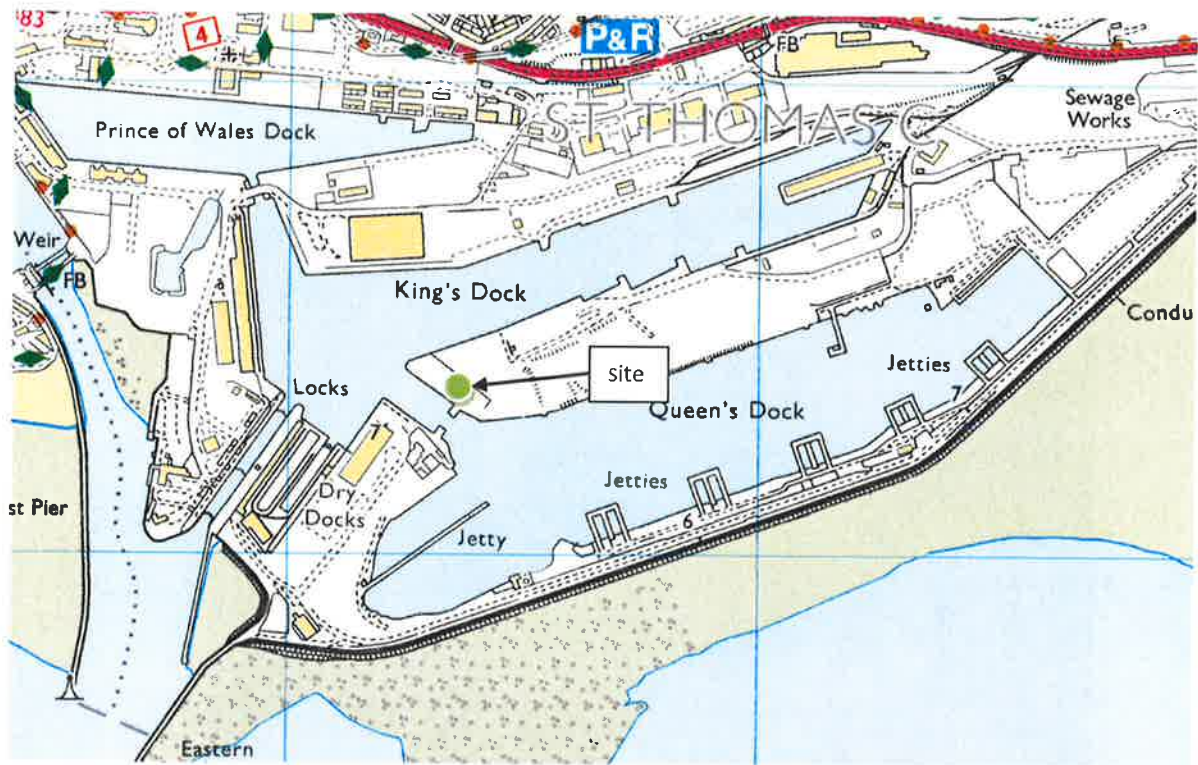 83
4
P&R
FB
ST THOMAS C
Sewage
Works
Prince of Wales Dock
Weir
FB
King's Dock
Condu
Jetties
7
site
Locks
Queen's Dock
Dry
Docks
Jetties
6
st Pier
Jetty
Eastern